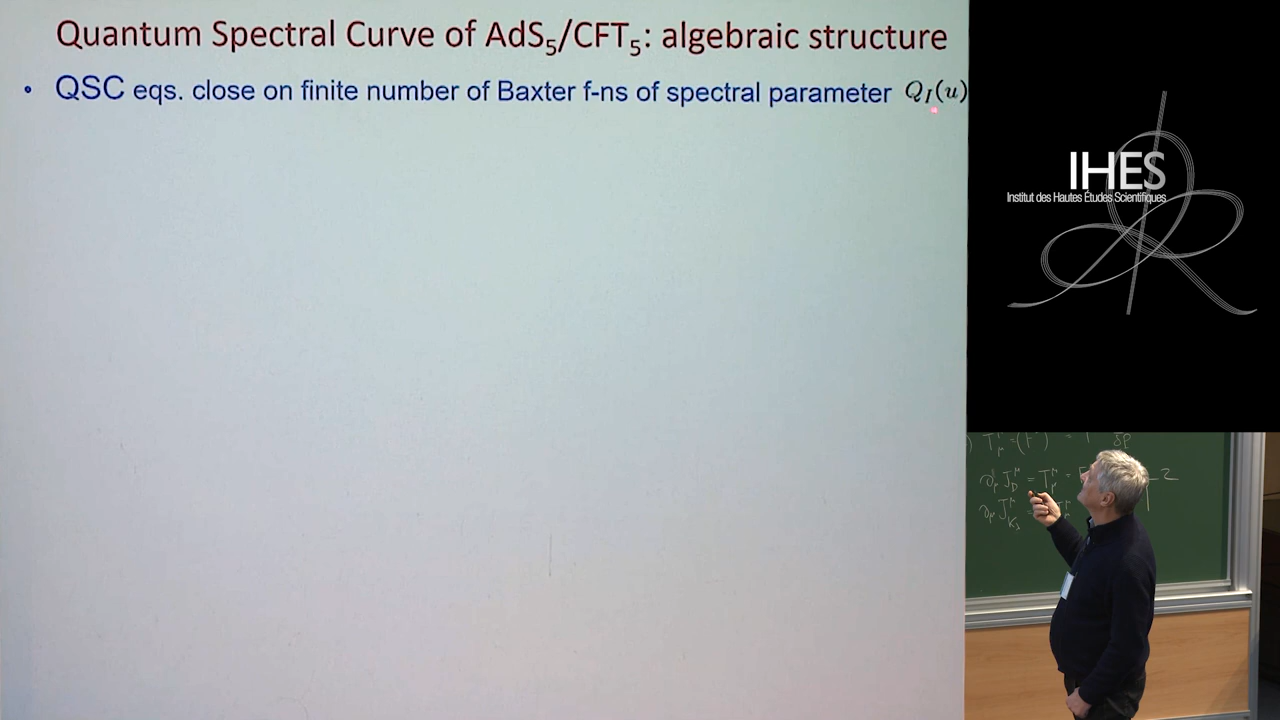 Quantum Spectral Curve of AdS₅/CFT₅: algebraic structure
• QSC eqs. close on finite number of Baxter f-ns of spectral parameter Q_I(u)
IHES
Institut des Hautes Études Scientifiques